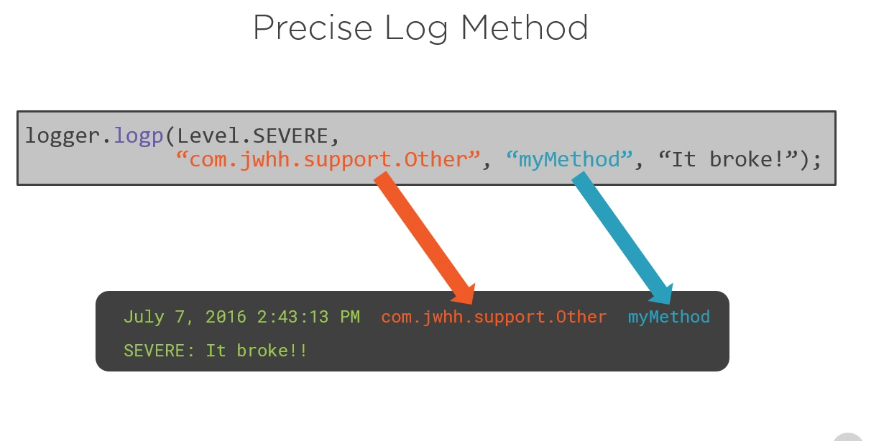 Precise Log Method
logger.logp(Level.SEVERE,
“com.jwhh.support.Other”, “myMethod”, “It broke!”);
July 7, 2016 2:43:13 PM com.jwhh.support.Other myMethod
SEVERE: It broke!!